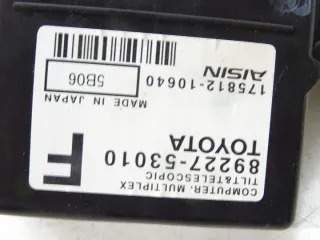 COMPUTER. MULTIPLEX
TILT&TELESCOPIC
89227-53010
TOYOTA
F
MADE IN JAPAN
5B06
175812-10640
AISIN